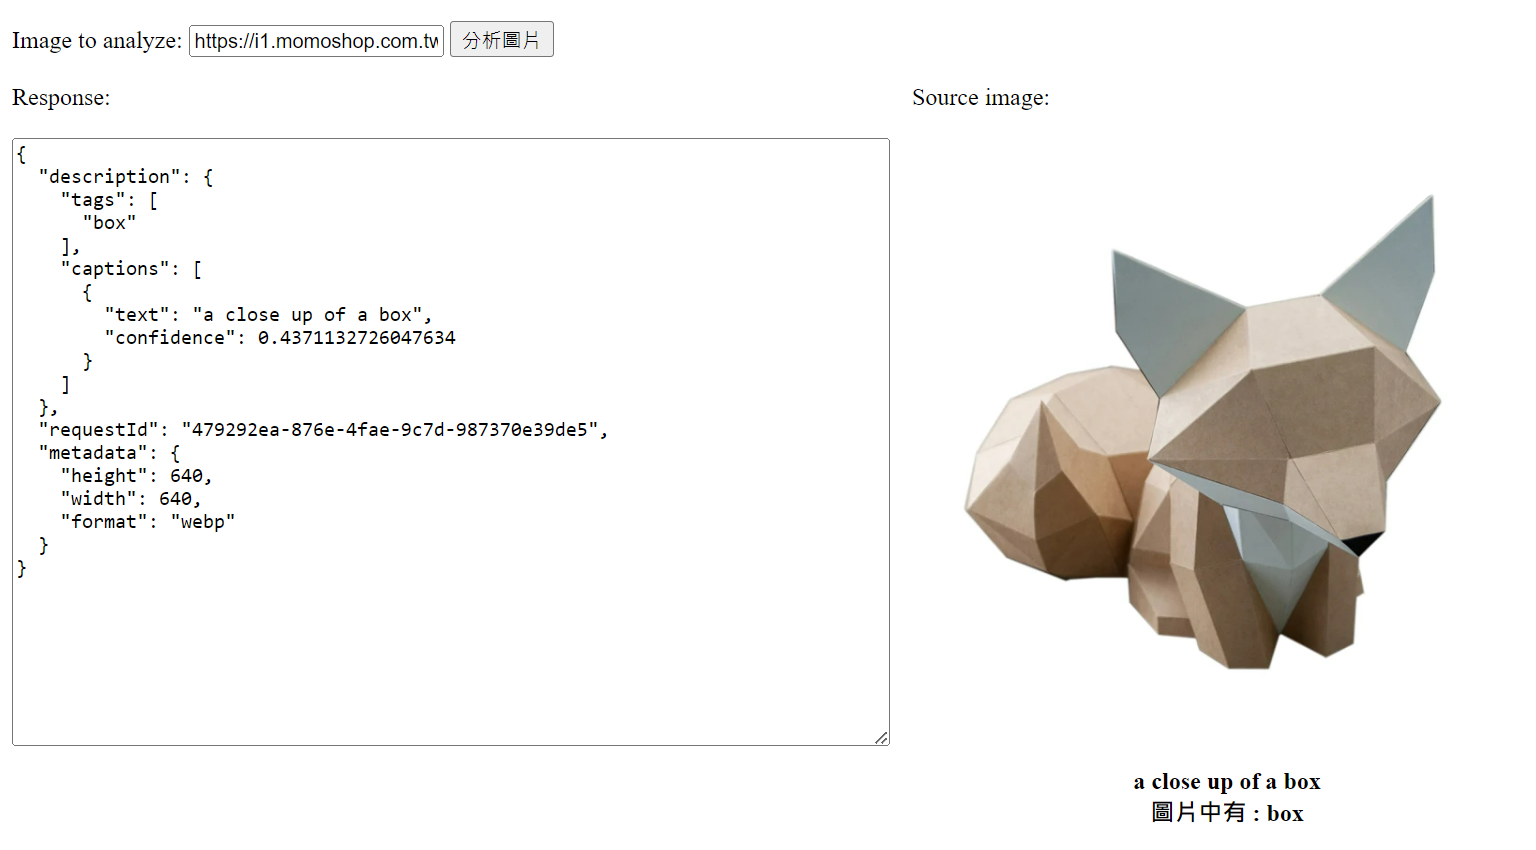 Image to analyze: https://i1.momoshop.com.tw 分析圖片
Response:
Source image:
{
  "description": {
    "tags": [
      "box"
    ],
    "captions": [
      {
        "text": "a close up of a box",
        "confidence": 0.4371132726047634
      }
    ]
  },
  "requestId": "479292ea-876e-4fae-9c7d-987370e39de5",
  "metadata": {
    "height": 640,
    "width": 640,
    "format": "webp"
  }
}
a close up of a box
圖片中有 : box